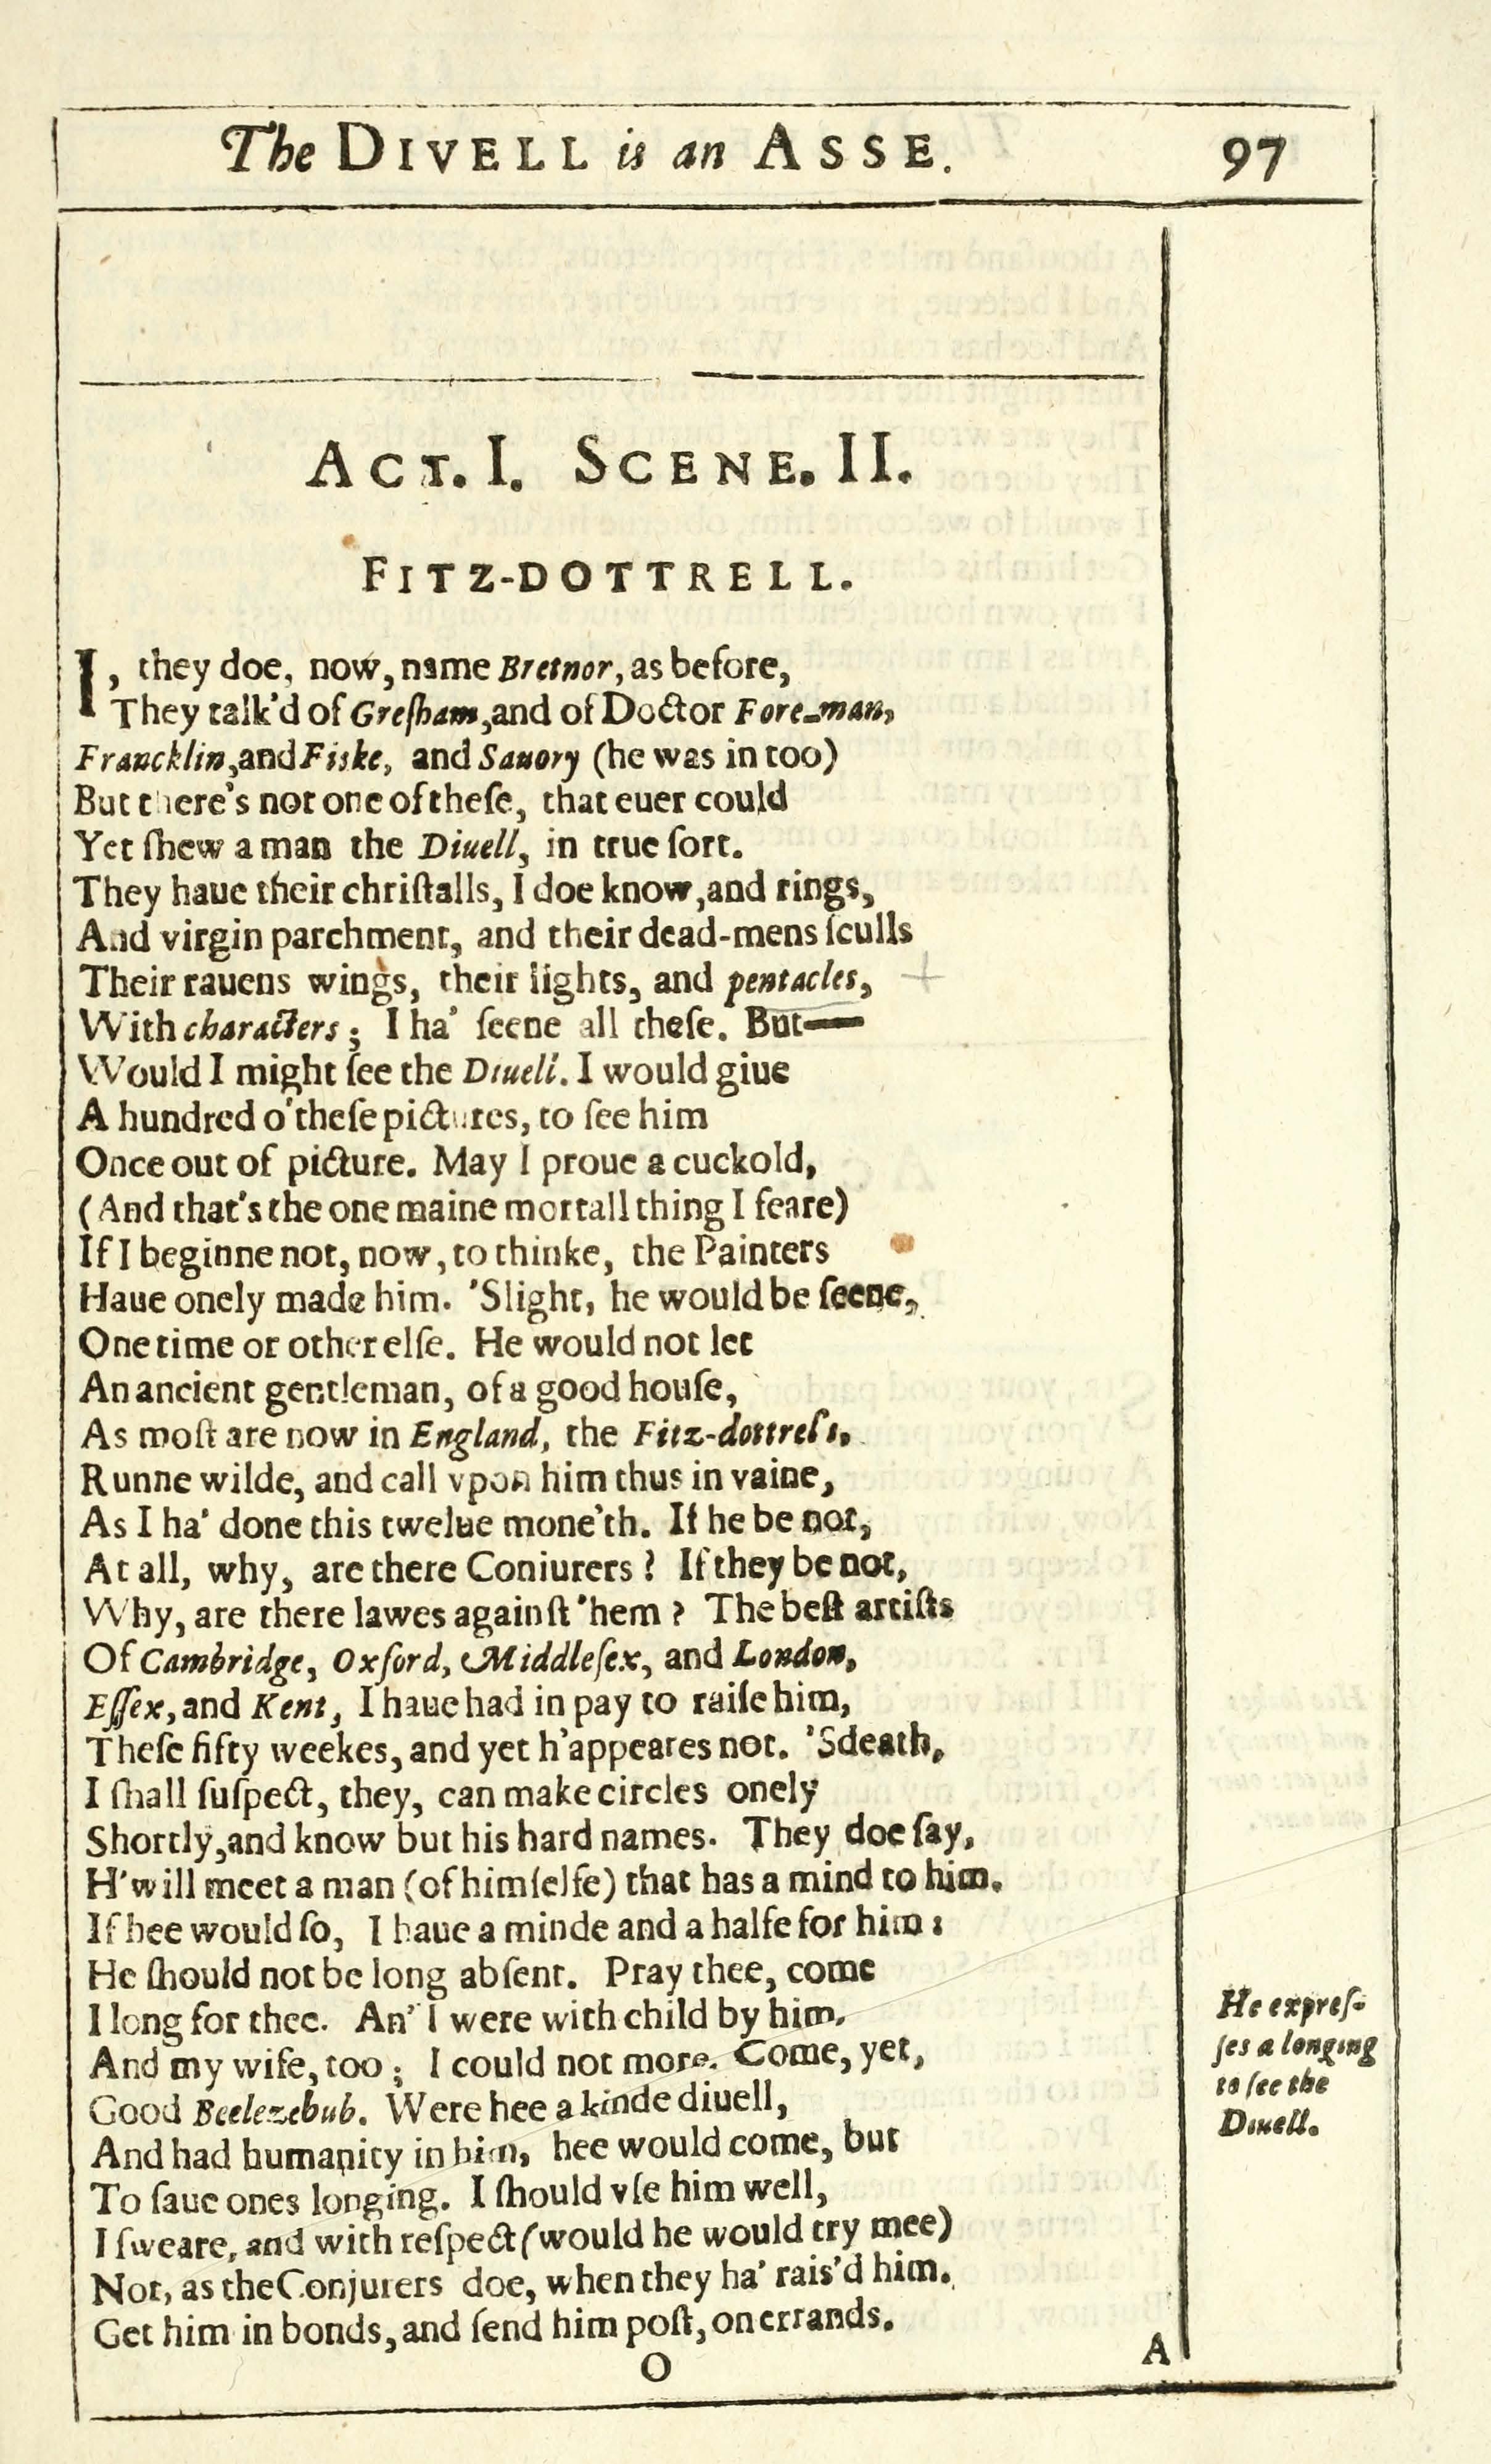 The DIVELL is an ASSE. 97
ACT. I. SCENE. II.
FITZ-DOTTRELL.
I, they doe, now, name Bretnor, as before,
They talk'd of Greſham, and of Doctor Fore-man,
Francklin, and Fiske, and Sauory (he was in too)
But there's not one of theſe, that euer could
Yet ſhew a man the Diuell, in true ſort.
They haue their chriſtalls, I doe know, and rings,
And virgin parchment, and their dead-mens ſculls
Their rauens wings, their lights, and pentacles,
With characters; I ha' ſeene all theſe. But—
Would I might ſee the Diuell. I would giue
A hundred o'theſe pictures, to ſee him
Once out of picture. May I proue a cuckold,
(And that's the one maine mortall thing I feare)
If I beginne not, now, to thinke, the Painters
Haue onely made him. 'Slight, he would be ſeene,
One time or other elſe. He would not let
An ancient gentleman, of a good houſe,
As moſt are now in England, the Fitz-dottrel's,
Runne wilde, and call vpon him thus in vaine,
As I ha' done this twelue mone'th. If he be not,
At all, why, are there Coniurers? If they be not,
Why, are there lawes againſt 'hem? The beſt artiſts
Of Cambridge, Oxford, Middleſex, and London,
Eſſex, and Kent, I haue had in pay to raiſe him,
Theſe fifty weekes, and yet h'appeares not. 'Sdeath,
I ſhall ſuſpect, they, can make circles onely
Shortly, and know but his hard names. They doe ſay,
H'will meet a man (of himſelfe) that has a mind to him.
If hee would ſo, I haue a minde and a halfe for him:
He ſhould not be long abſent. Pray thee, come
I long for thee. An' I were with child by him,
And my wife, too; I could not more. Come, yet,
Good Beelezebub. Were hee a kinde diuell,
And had humanity in him, hee would come, but
To ſaue ones longing. I ſhould vſe him well,
I ſweare, and with reſpect (would he would try mee)
Not, as the Conjurers doe, when they ha' rais'd him.
Get him in bonds, and ſend him poſt, on errands.
He expreſ-
ſes a longing
to ſee the
Diuell.
O A